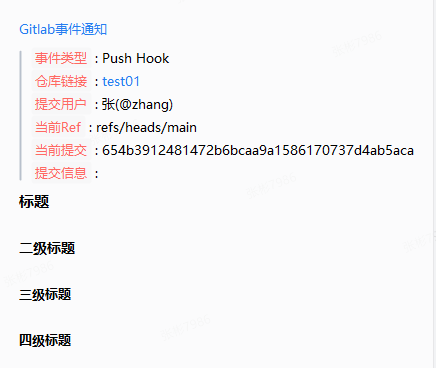 Gitlab事件通知
事件类型 : Push Hook
仓库链接 : test01
提交用户 : 张(@zhang)
当前Ref : refs/heads/main
当前提交 : 654b3912481472b6bcaa9a1586170737d4ab5aca
提交信息 :
标题
二级标题
三级标题
四级标题